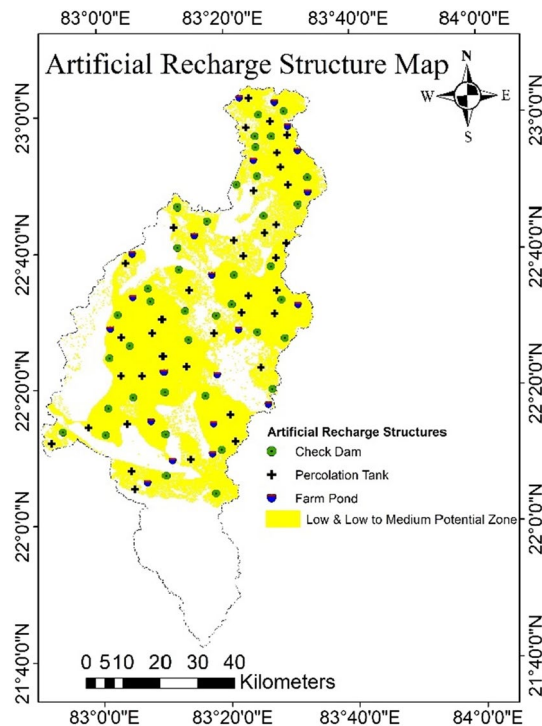 83°0'0"E 83°20'0"E 83°40'0"E 84°0'0"E
Artificial Recharge Structure Map
N
W E
S
23°0'0"N 23°0'0"N
22°40'0"N 22°40'0"N
22°20'0"N 22°20'0"N
Artificial Recharge Structures
Check Dam
Percolation Tank
Farm Pond
Low & Low to Medium Potential Zone
22°0'0"N 22°0'0"N
21°40'0"N 21°40'0"N
0 5 10 20 30 40
Kilometers
83°0'0"E 83°20'0"E 83°40'0"E 84°0'0"E